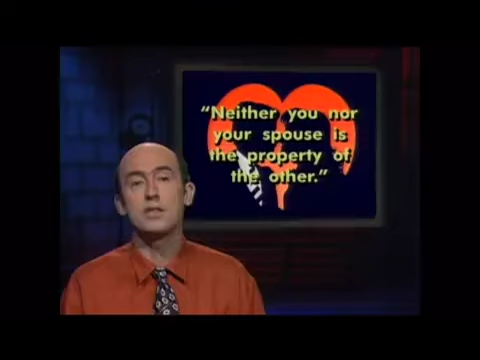 “Neither you nor
your spouse is
the property of
the other.”